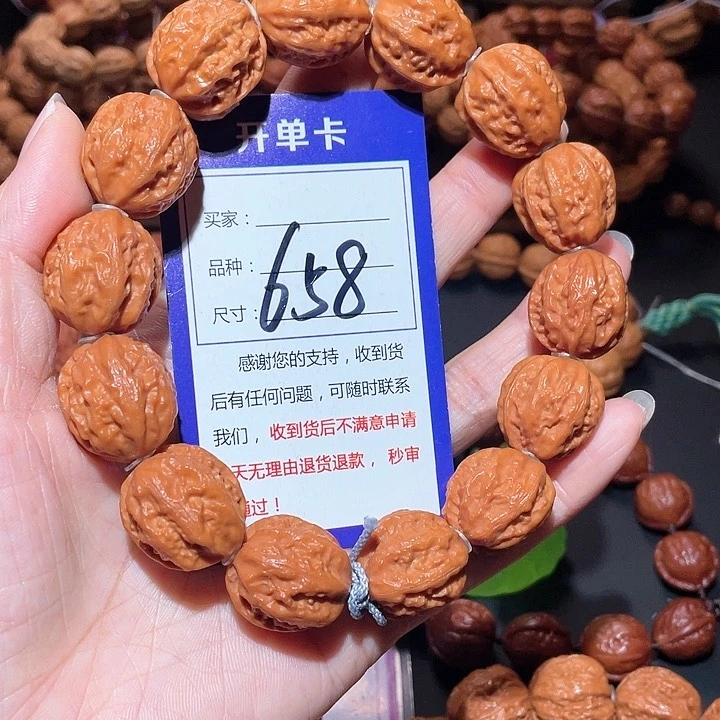 开单卡
买家：
品种：
658
尺寸：
感谢您的支持，收到货
后有任何问题，可随时联系
我们，收到货后不满意申请
天无理由退货退款，秒审
通过！